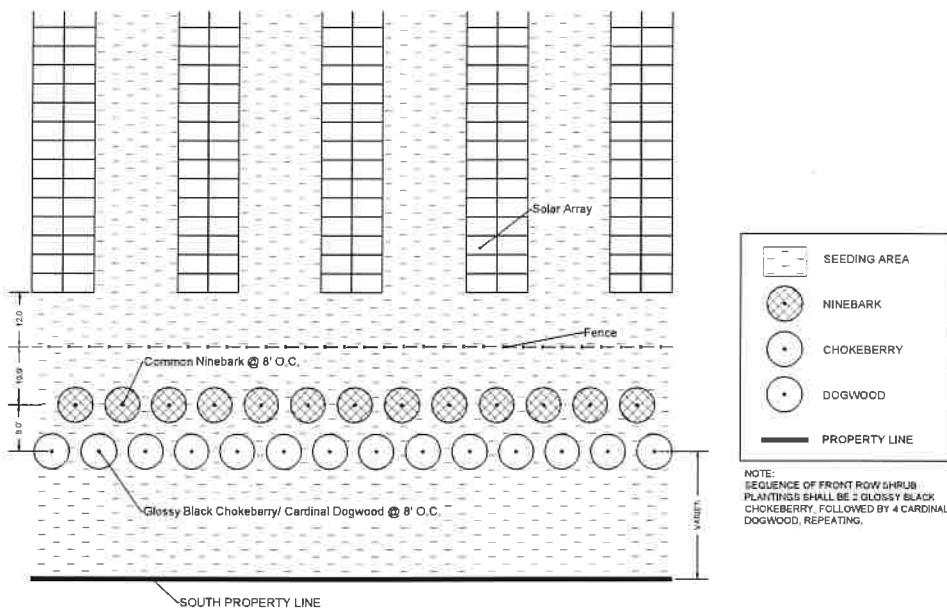 Solar Array
SEEDING AREA
NINEBARK
12.0
Fence
CHOKEBERRY
10.9'
Common Ninebark @ 8' O.C.
DOGWOOD
8.0'
PROPERTY LINE
NOTE:
SEQUENCE OF FRONT ROW SHRUB
PLANTINGS SHALL BE 2 GLOSSY BLACK
CHOKEBERRY, FOLLOWED BY 4 CARDINAL
DOGWOOD, REPEATING.
Glossy Black Chokeberry/ Cardinal Dogwood @ 8' O.C.
VARIES
SOUTH PROPERTY LINE